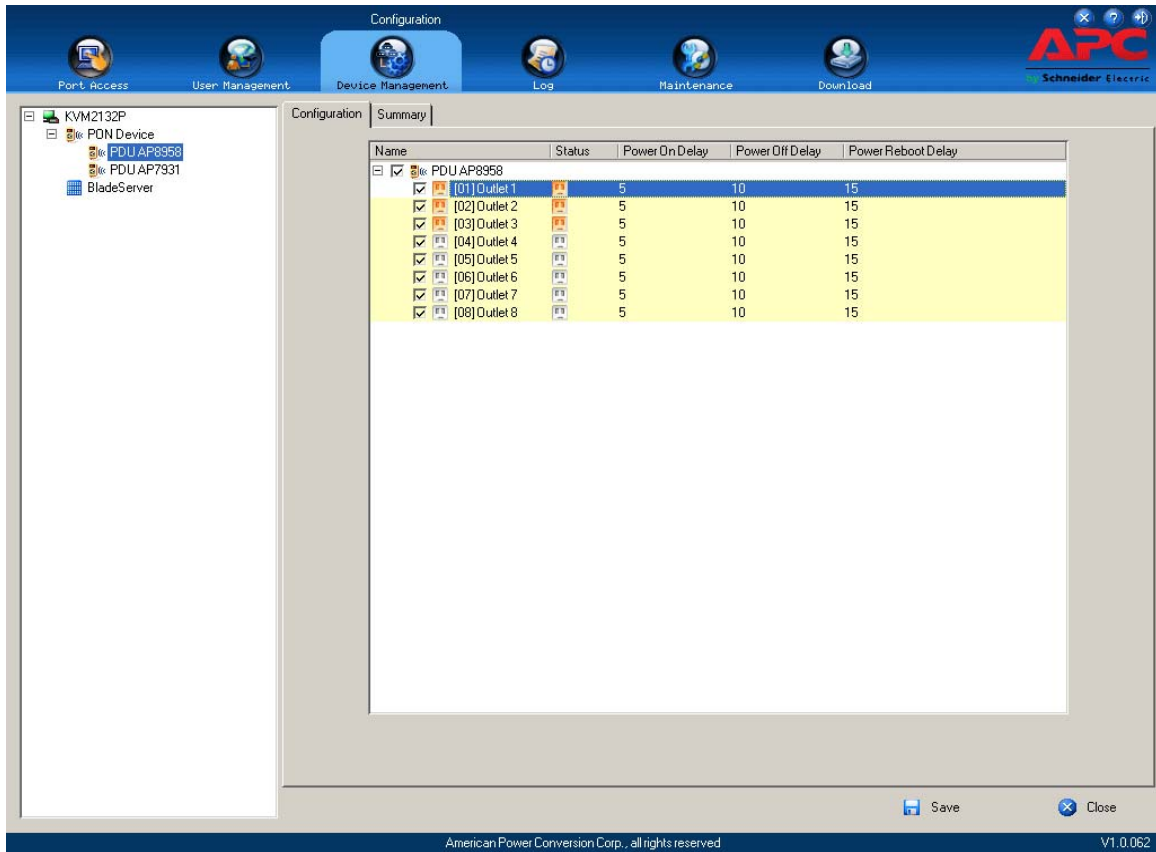 Configuration
Port Access User Management Device Management Log Maintenance Download
APC
by Schneider Electric
KVM2132P
PON Device
PDU AP8958
PDU AP7931
BladeServer
Configuration Summary
Name Status Power On Delay Power Off Delay Power Reboot Delay
PDU AP8958
[01] Outlet 1 5 10 15
[02] Outlet 2 5 10 15
[03] Outlet 3 5 10 15
[04] Outlet 4 5 10 15
[05] Outlet 5 5 10 15
[06] Outlet 6 5 10 15
[07] Outlet 7 5 10 15
[08] Outlet 8 5 10 15
Save Close
American Power Conversion Corp., all rights reserved V1.0.062